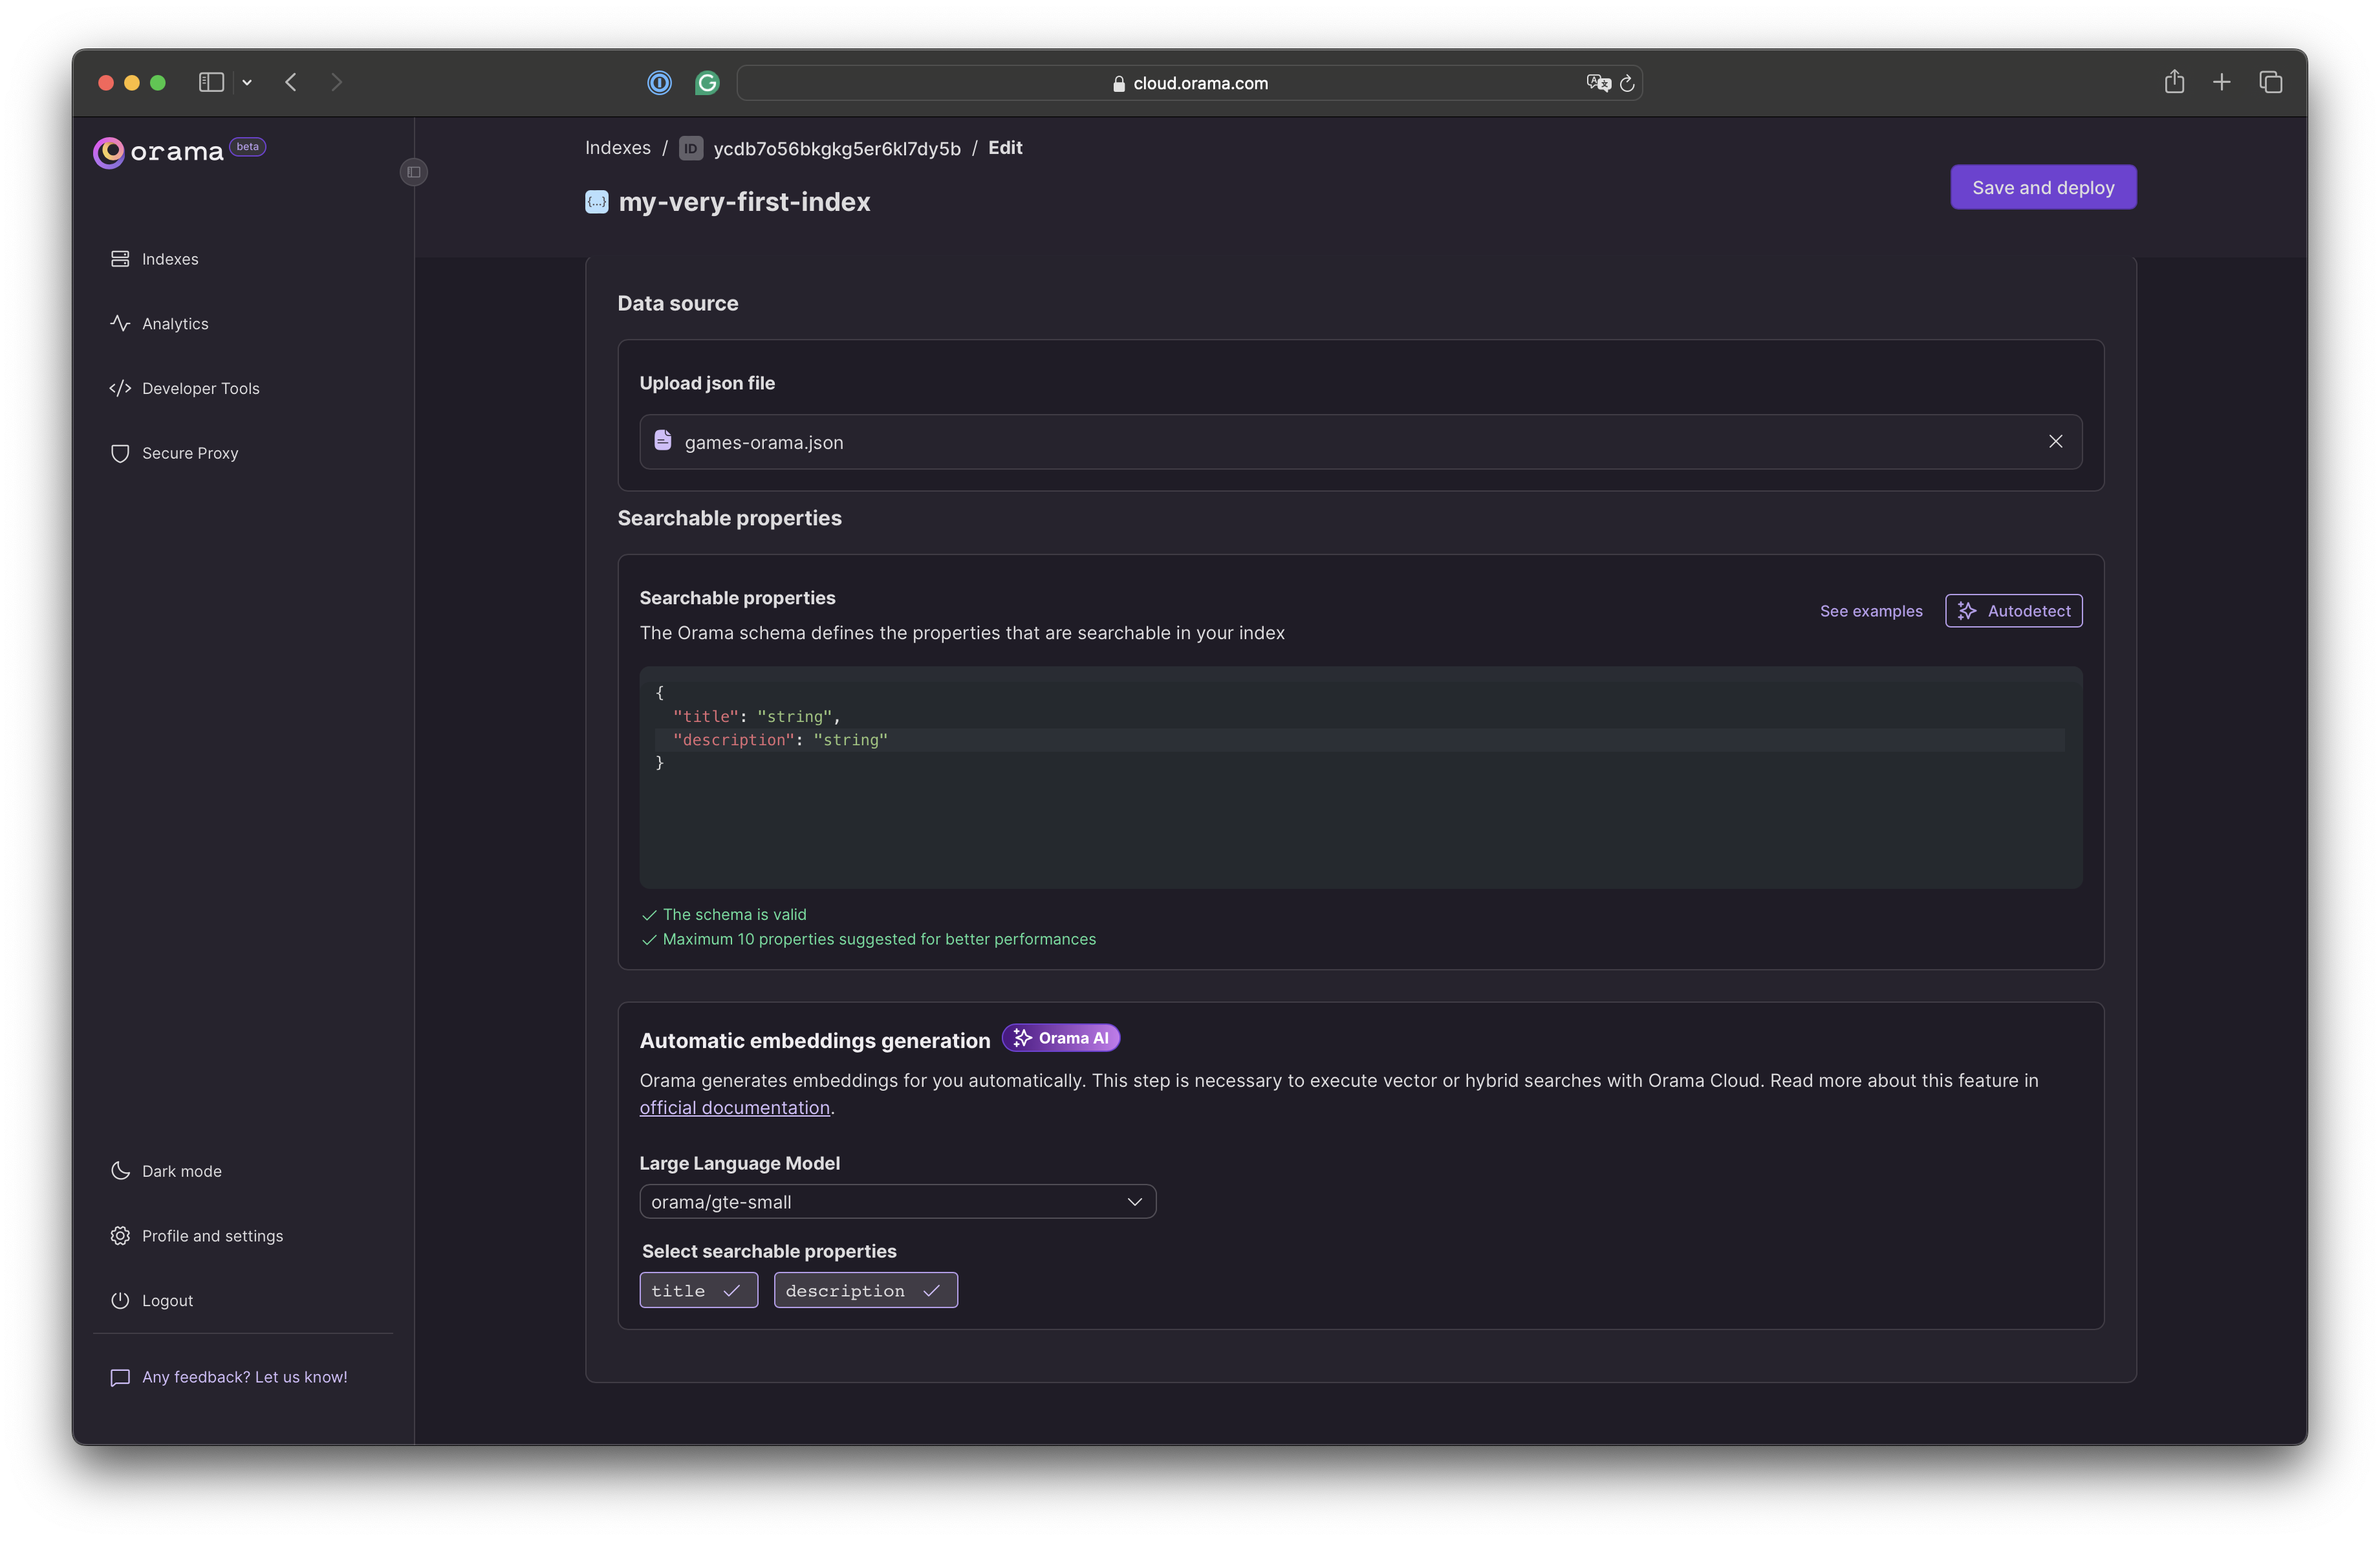 cloud.orama.com
orama beta
Indexes
Analytics
Developer Tools
Secure Proxy
Dark mode
Profile and settings
Logout
Any feedback? Let us know!
Indexes / ID ycdb7o56bkgkg5er6kl7dy5b / Edit
{...} my-very-first-index
Save and deploy
Data source
Upload json file
games-orama.json
Searchable properties
Searchable properties
The Orama schema defines the properties that are searchable in your index
See examples
Autodetect
{
"title": "string",
"description": "string"
}
The schema is valid
Maximum 10 properties suggested for better performances
Automatic embeddings generation Orama AI
Orama generates embeddings for you automatically. This step is necessary to execute vector or hybrid searches with Orama Cloud. Read more about this feature in
official documentation.
Large Language Model
orama/gte-small
Select searchable properties
title description